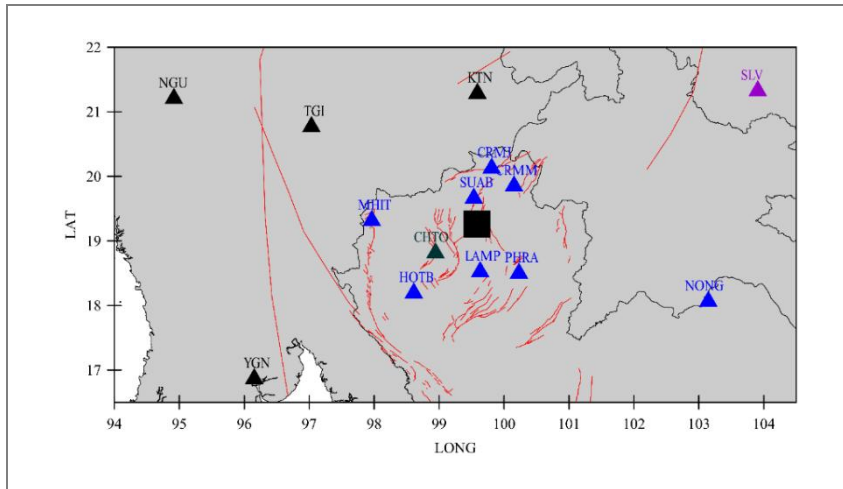 22
21
20
19
18
17
LAT
NGU
TGI
KTN
SLV
CRMJ
CRMM
SUAB
MHIT
CHTO
LAMP
PHRA
HOTB
NONG
YGN
94 95 96 97 98 99 100 101 102 103 104
LONG